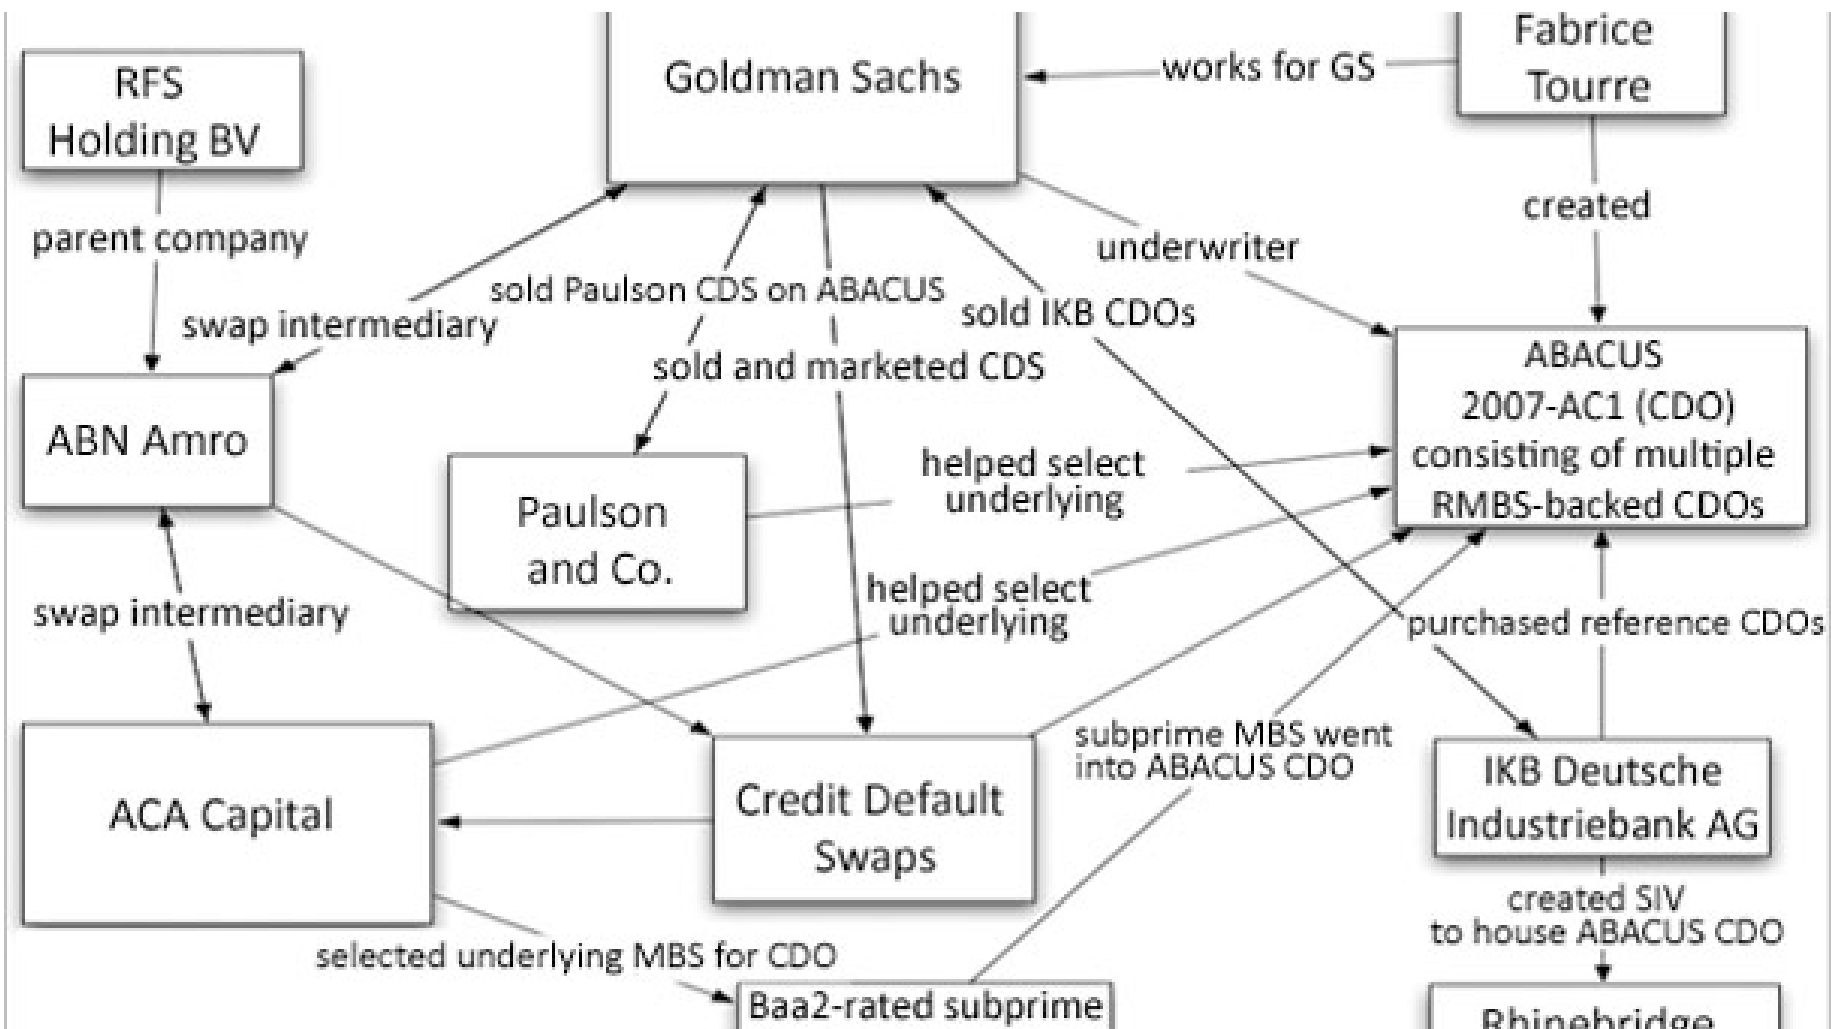 Fabrice
Tourre
RFS
Holding BV
Goldman Sachs
works for GS
parent company
created
underwriter
sold Paulson CDS on ABACUS
swap intermediary
sold IKB CDOs
sold and marketed CDS
ABN Amro
ABACUS
2007-AC1 (CDO)
consisting of multiple
RMBS-backed CDOs
helped select
underlying
Paulson
and Co.
helped select
underlying
swap intermediary
purchased reference CDOs
subprime MBS went
into ABACUS CDO
ACA Capital
Credit Default
Swaps
IKB Deutsche
Industriebank AG
created SIV
to house ABACUS CDO
selected underlying MBS for CDO
Baa2-rated subprime
Rhinebridge